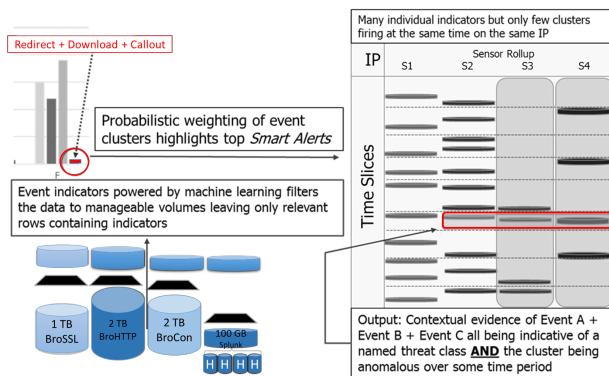 Redirect + Download + Callout
F
Probabilistic weighting of event
clusters highlights top Smart Alerts
Event indicators powered by machine learning filters
the data to manageable volumes leaving only relevant
rows containing indicators
1 TB
BroSSL
2 TB
BroHTTP
2 TB
BroCon
100 GB
Splunk
H H H H
Many individual indicators but only few clusters
firing at the same time on the same IP
IP
Sensor Rollup
S1 S2 S3 S4
Time Slices
Output: Contextual evidence of Event A +
Event B + Event C all being indicative of a
named threat class AND the cluster being
anomalous over some time period